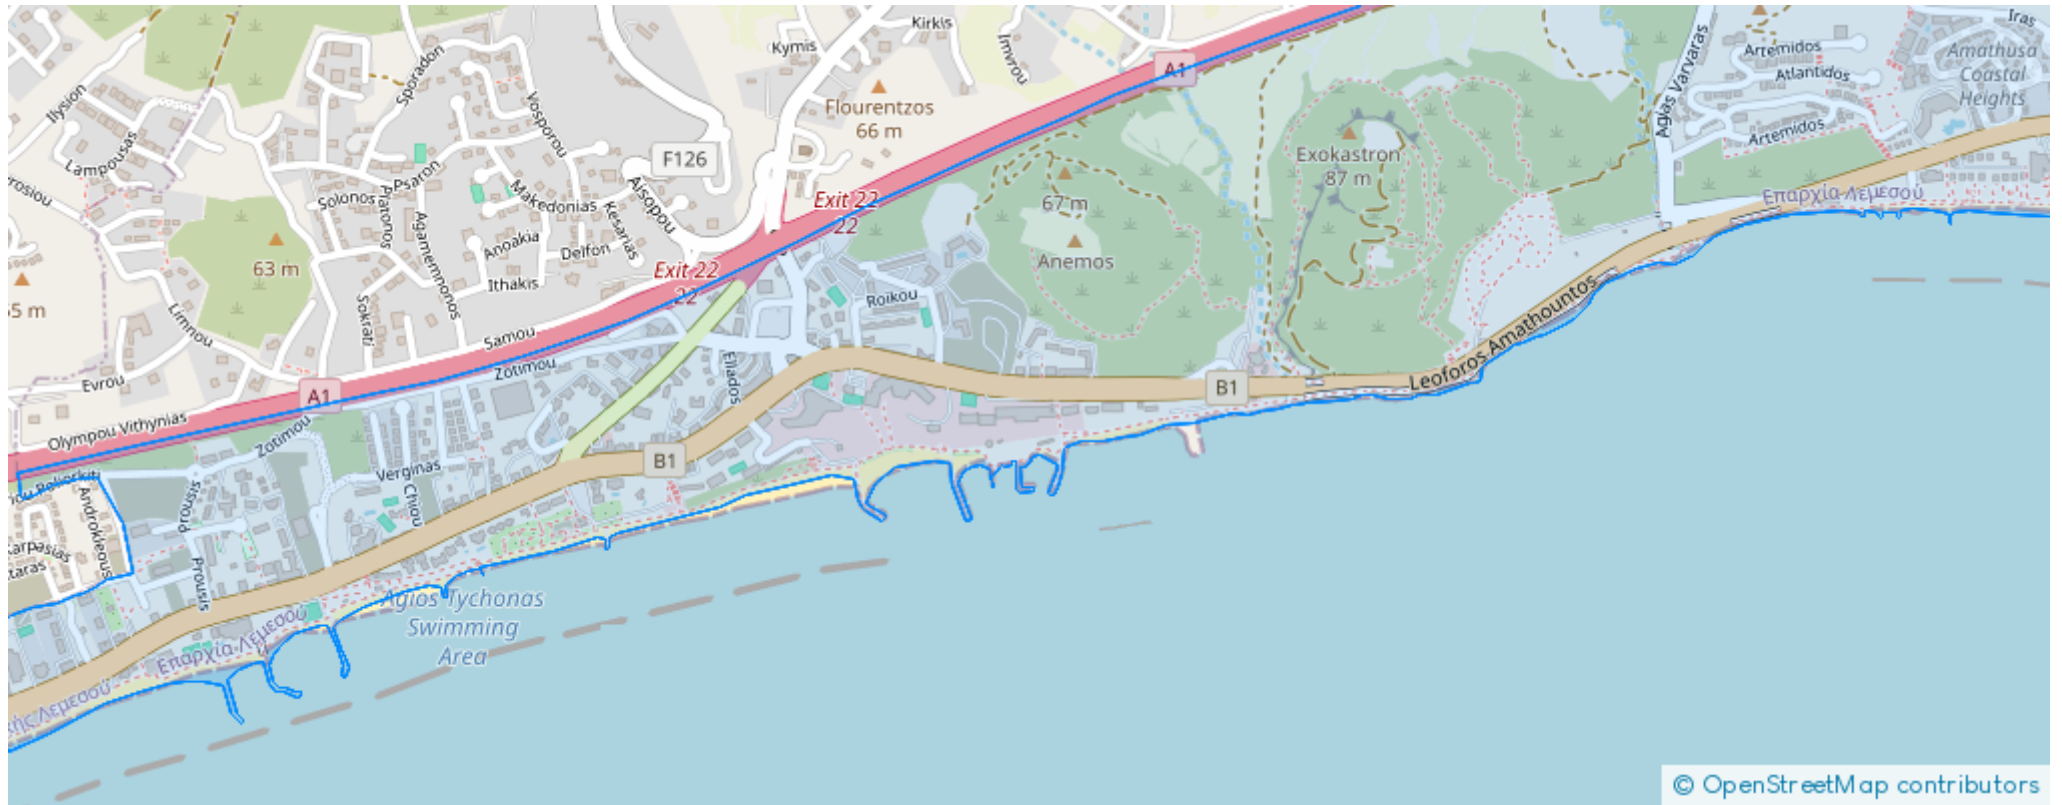 Kirkis
Kymis
Imvrou
A1
Iras
Artemidos
Amathusa
Coastal
Heights
Atlantidos
Artemidos
Agias Varvaras
Ilysion
Sporadon
Vosporou
Flourentzos
66 m
Lampousas
F126
Exokastron
87 m
Psaron
Platonos
Solonos
Makedonias
Aisopou
Kesarias
Agamemnonos
Anoakia
Delfon
Ithakis
Exit 22
22
67 m
Anemos
Επαρχία Λεμεσού
63 m
Exit 22
22
55 m
Limnou
Sokrati
Samou
Roikou
Leoforos Amathountos
Evrou
Zotimou
Ellados
B1
A1
Olympou Vithynias
Zotimou
Verginas
Chiou
B1
Androkleous
Prousis
Karpasias
Prousis
Agios Tychonas
Swimming
Area
Επαρχία Λεμεσού
Λεμεσού
© OpenStreetMap contributors